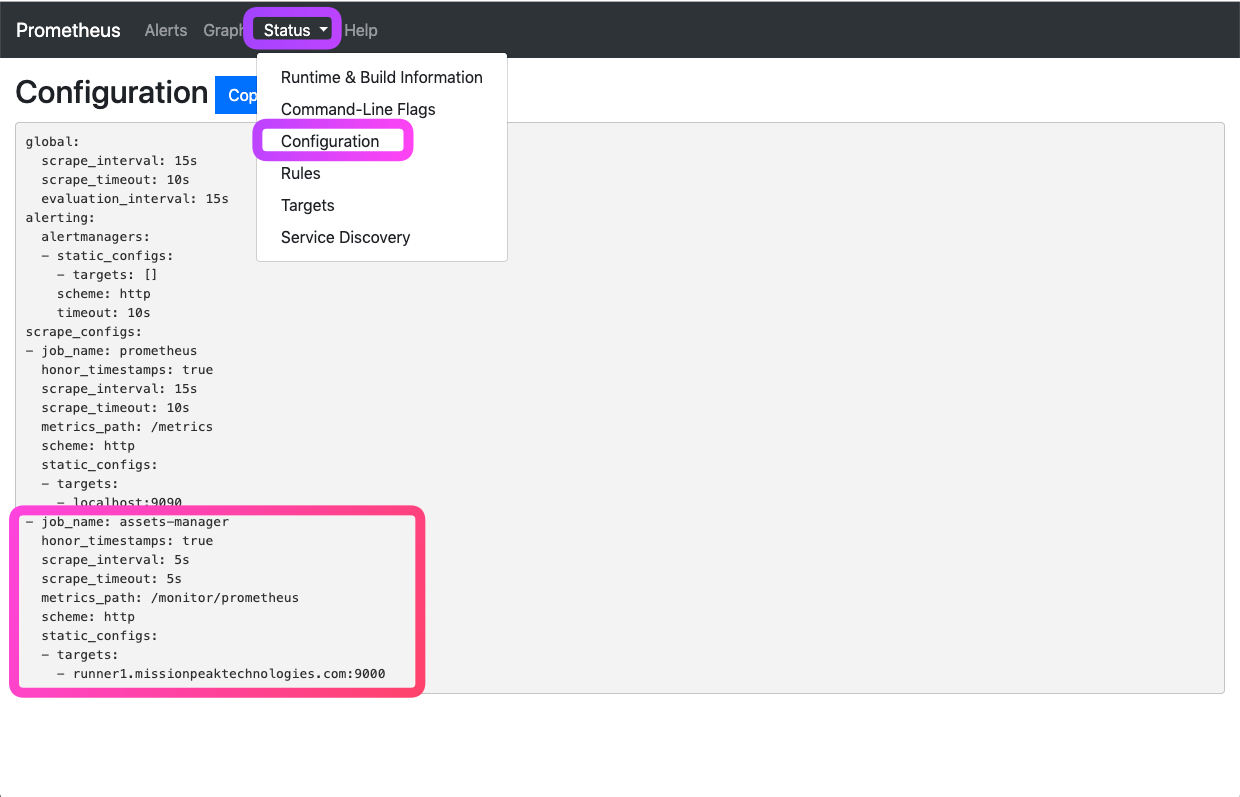 Prometheus Alerts Graph Status Help
Runtime & Build Information
Command-Line Flags
Configuration
Rules
Targets
Service Discovery
Configuration Cop
global:
  scrape_interval: 15s
  scrape_timeout: 10s
  evaluation_interval: 15s
alerting:
  alertmanagers:
  - static_configs:
    - targets: []
    scheme: http
    timeout: 10s
scrape_configs:
- job_name: prometheus
  honor_timestamps: true
  scrape_interval: 15s
  scrape_timeout: 10s
  metrics_path: /metrics
  scheme: http
  static_configs:
  - targets:
    - localhost:9090
- job_name: assets-manager
  honor_timestamps: true
  scrape_interval: 5s
  scrape_timeout: 5s
  metrics_path: /monitor/prometheus
  scheme: http
  static_configs:
  - targets:
    - runner1.missionpeaktechnologies.com:9000